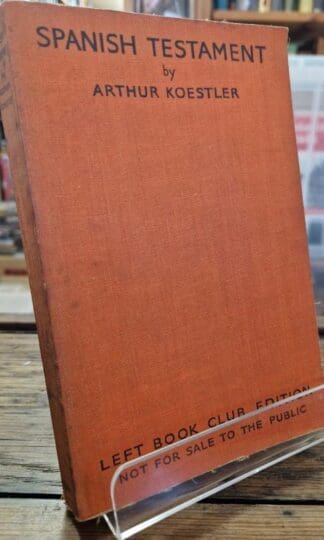 SPANISH TESTAMENT
by
ARTHUR KOESTLER
LEFT BOOK CLUB EDITION
NOT FOR SALE TO THE PUBLIC